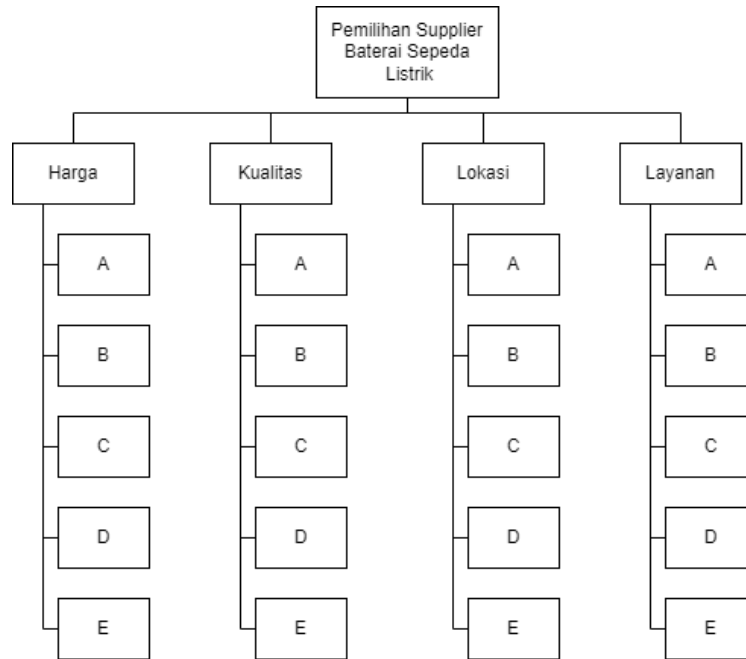 Pemilihan Supplier
Baterai Sepeda
Listrik
Harga
Kualitas
Lokasi
Layanan
A
A
A
A
B
B
B
B
C
C
C
C
D
D
D
D
E
E
E
E